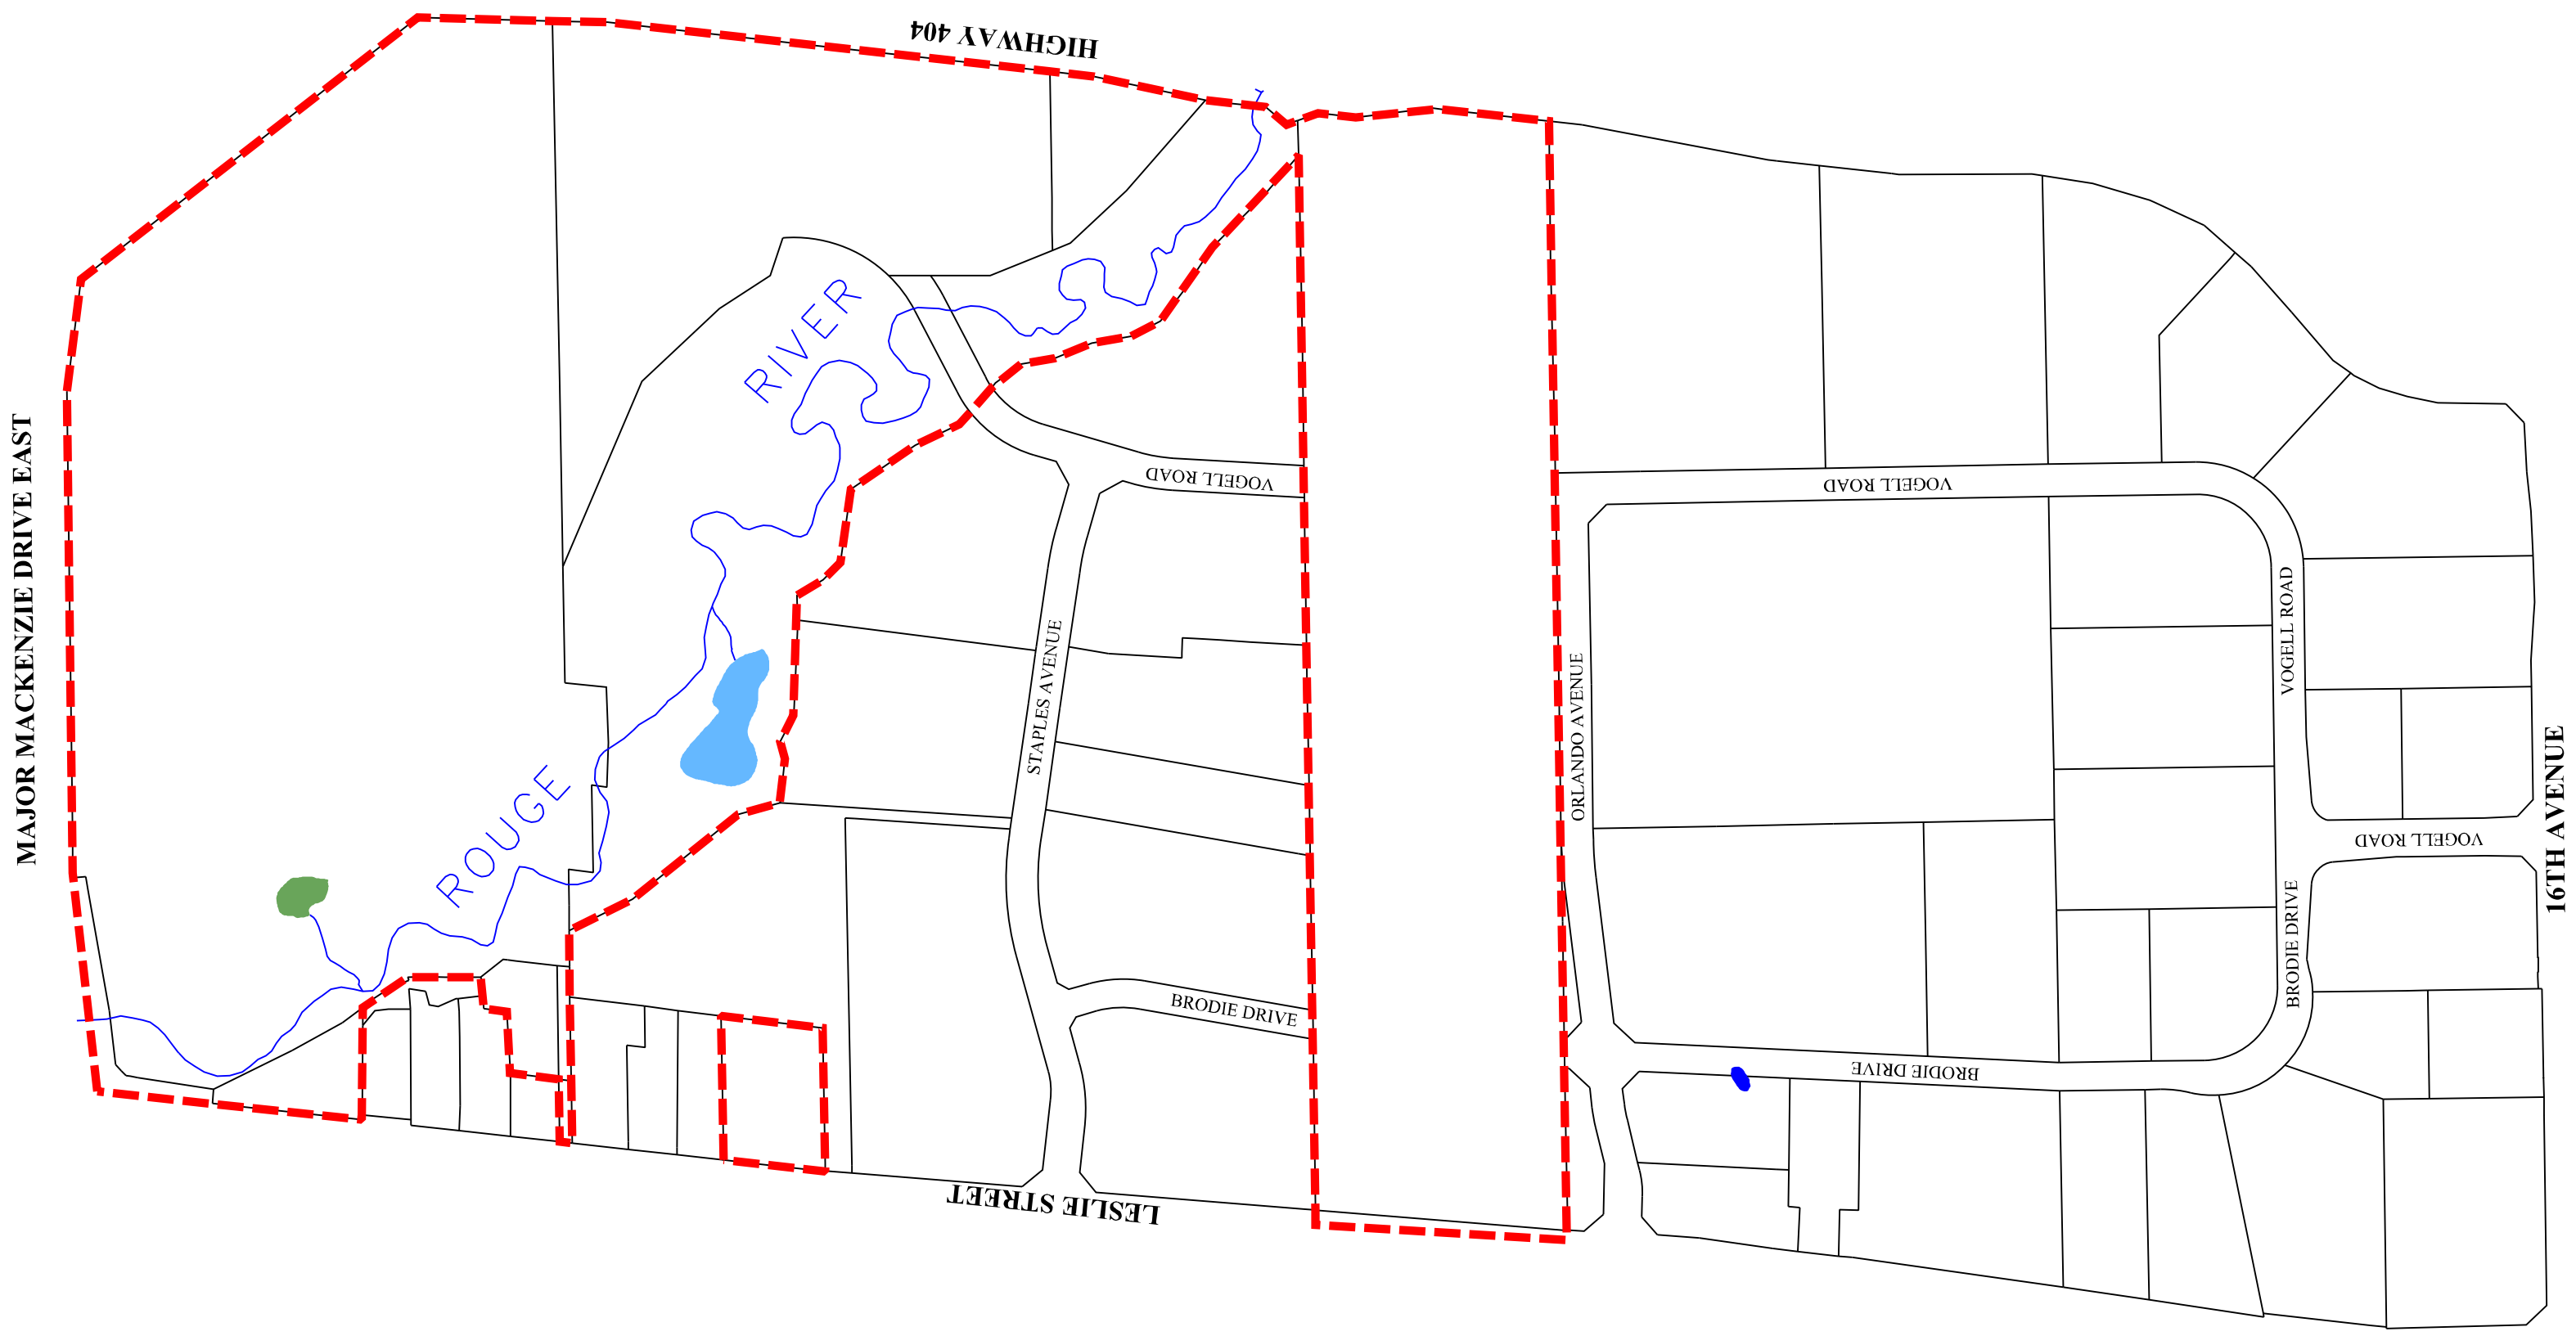 HIGHWAY 404
RIVER
VOGELL ROAD
VOGELL ROAD
MAJOR MACKENZIE DRIVE EAST
STAPLES AVENUE
ORLANDO AVENUE
VOGELL ROAD
ROUGE
VOGELL ROAD
16TH AVENUE
BRODIE DRIVE
BRODIE DRIVE
BRODIE DRIVE
LESLIE STREET